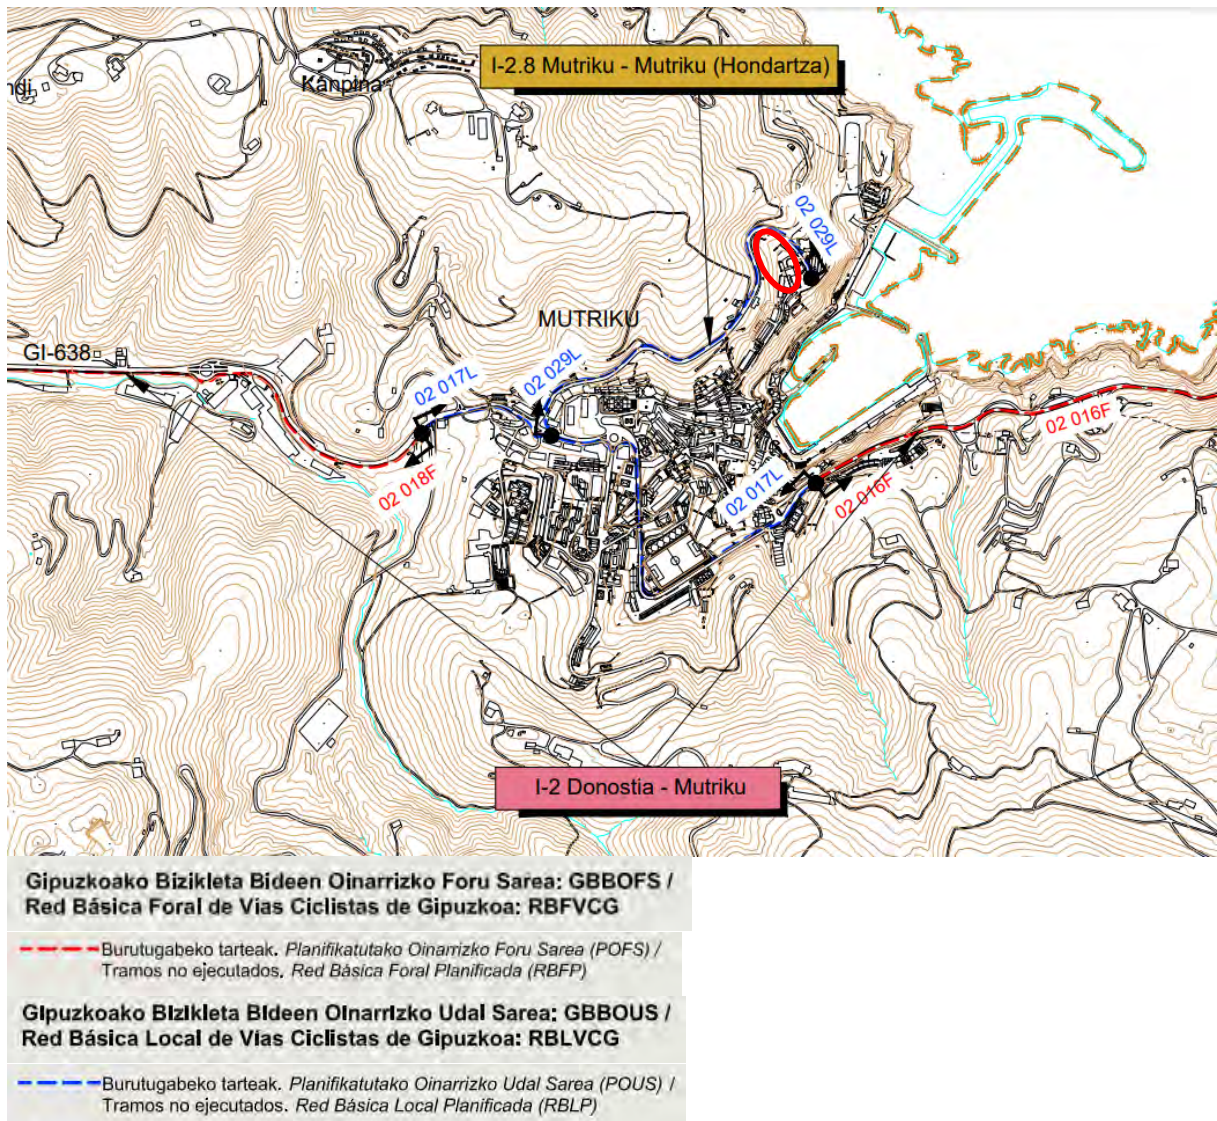 I-2.8 Mutriku - Mutriku (Hondartza)
Kanpina
02 029L
MUTRIKU
GI-638
02 029L
02 017L
02 016F
02 018F
02 017L
02 016F
I-2 Donostia - Mutriku
Gipuzkoako Bizikleta Bideen Oinarrizko Foru Sarea: GBBOFS /
Red Básica Foral de Vías Ciclistas de Gipuzkoa: RBFVCG
Burutugabeko tarteak. Planifikatutako Oinarrizko Foru Sarea (POFS) /
Tramos no ejecutados. Red Básica Foral Planificada (RBFP)
Gipuzkoako Bizikleta Bideen Oinarrizko Udal Sarea: GBBOUS /
Red Básica Local de Vías Ciclistas de Gipuzkoa: RBLVCG
Burutugabeko tarteak. Planifikatutako Oinarrizko Udal Sarea (POUS) /
Tramos no ejecutados. Red Básica Local Planificada (RBLP)